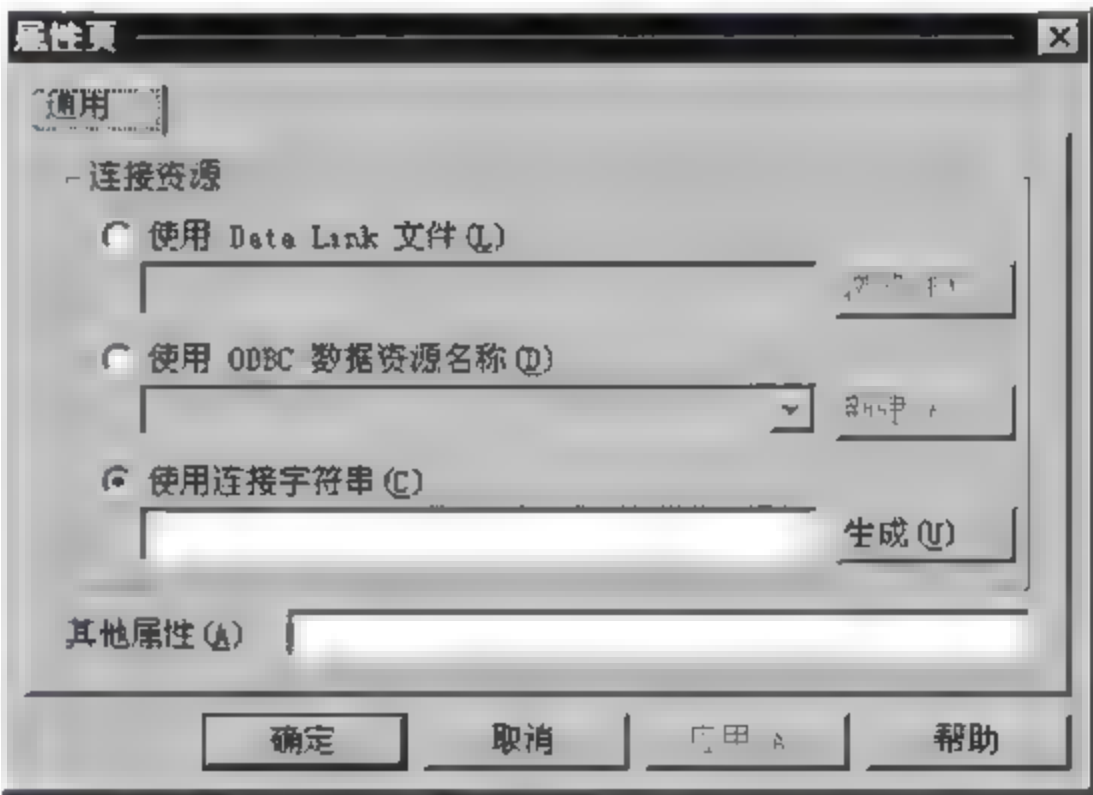 属性页
通用
连接资源
使用 Data Link 文件(L)
使用 ODBC 数据资源名称(D)
使用连接字符串(C)
生成(U)
其他属性(A)
确定
取消
帮助